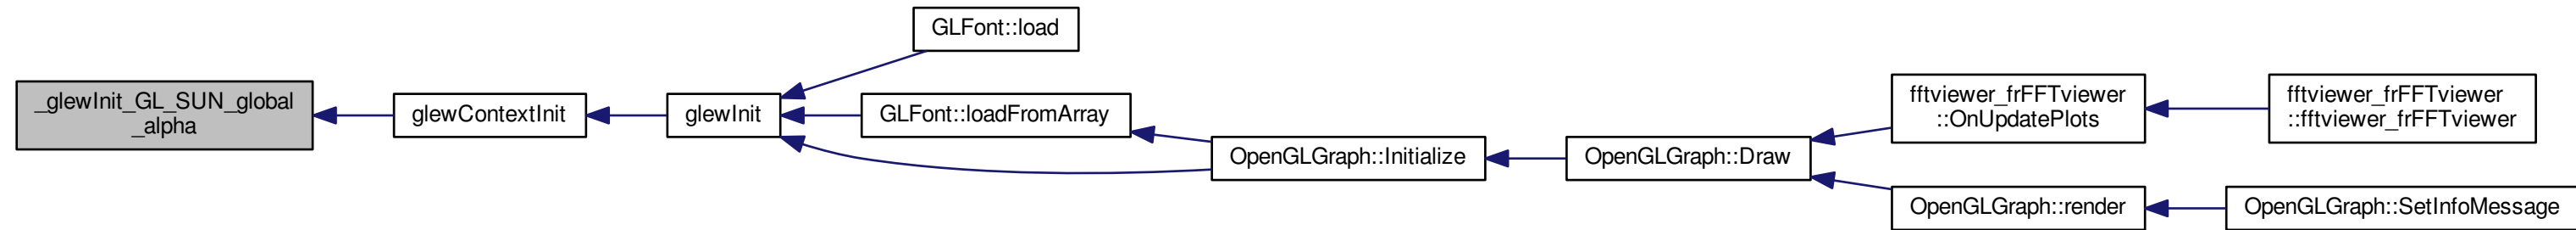 GLFont::load
_glewInit_GL_SUN_global
_alpha
glewContextInit
glewInit
GLFont::loadFromArray
OpenGLGraph::Initialize
OpenGLGraph::Draw
fftviewer_frFFTviewer
::OnUpdatePlots
fftviewer_frFFTviewer
::fftviewer_frFFTviewer
OpenGLGraph::render
OpenGLGraph::SetInfoMessage